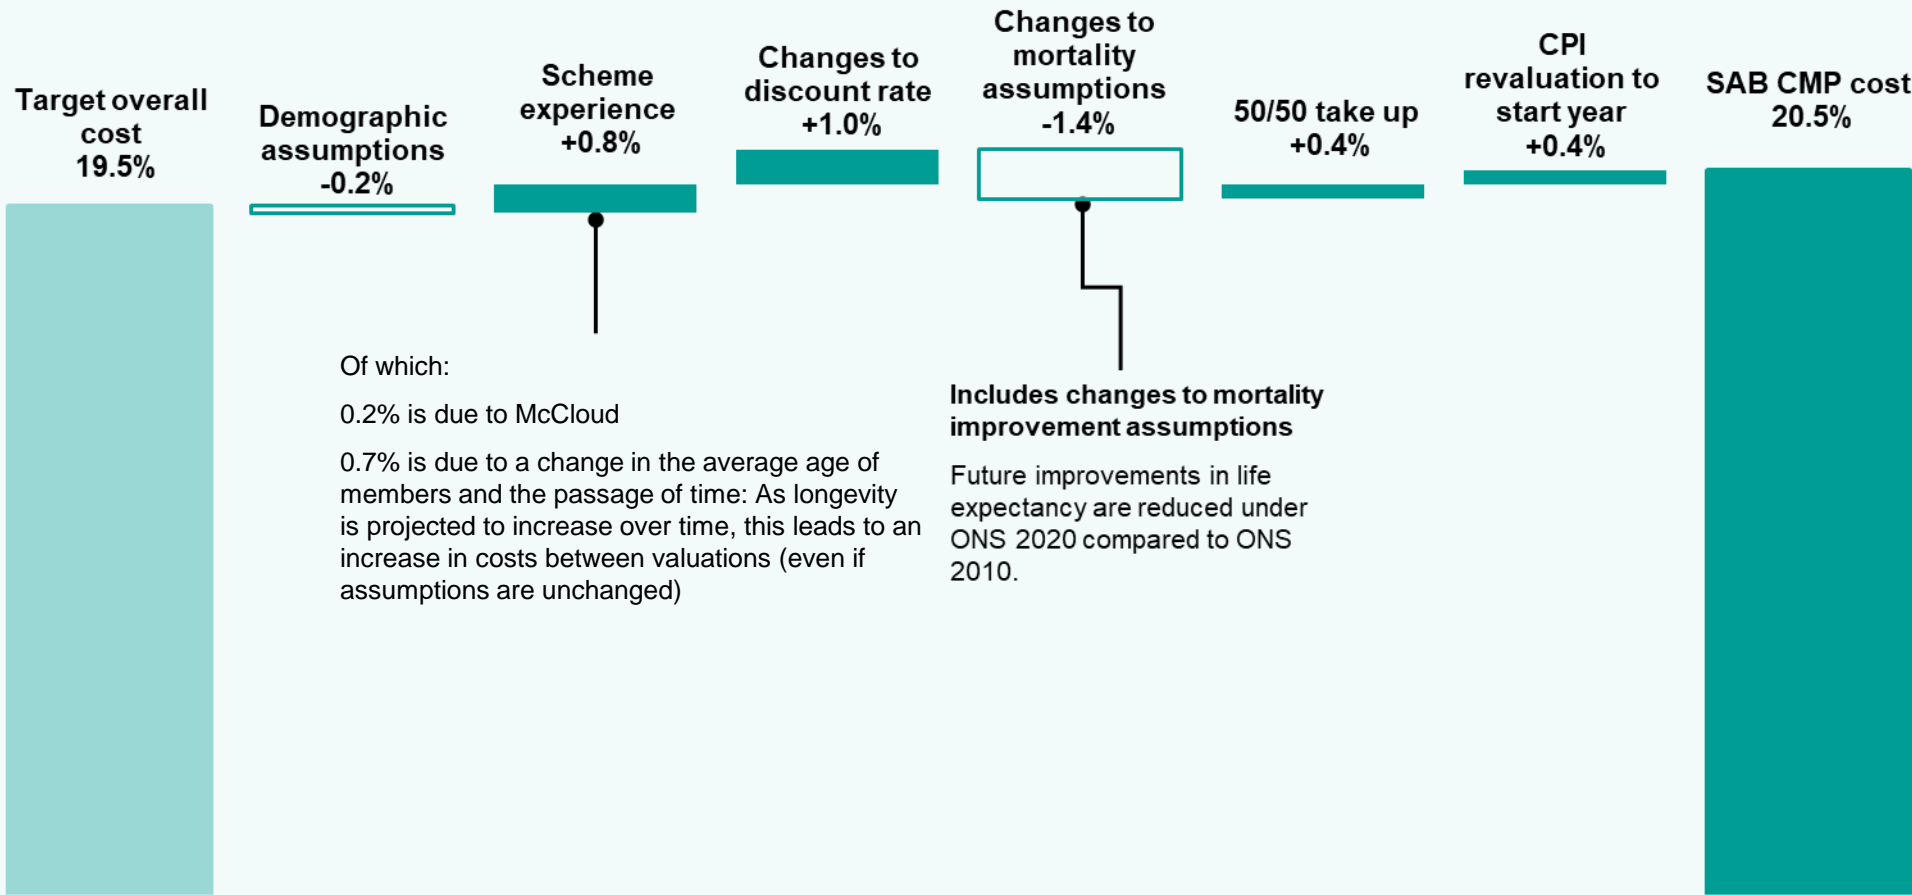 Target overall
cost
19.5%
Demographic
assumptions
-0.2%
Scheme
experience
+0.8%
Changes to
discount rate
+1.0%
Changes to
mortality
assumptions
-1.4%
50/50 take up
+0.4%
CPI
revaluation to
start year
+0.4%
SAB CMP cost
20.5%
Of which:
0.2% is due to McCloud
0.7% is due to a change in the average age of
members and the passage of time: As longevity
is projected to increase over time, this leads to an
increase in costs between valuations (even if
assumptions are unchanged)
Includes changes to mortality
improvement assumptions
Future improvements in life
expectancy are reduced under
ONS 2020 compared to ONS
2010.